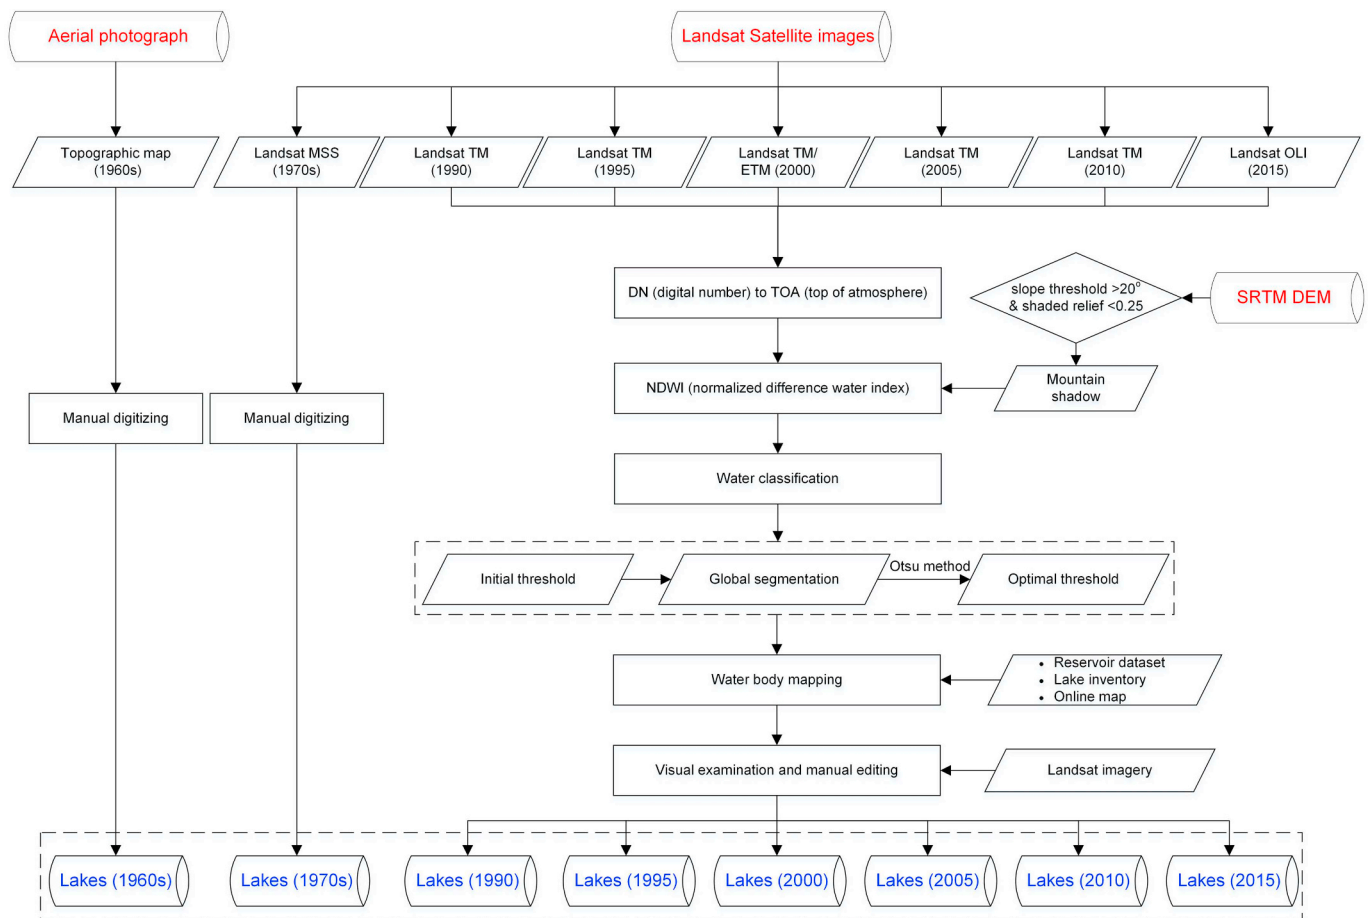 Aerial photograph
Landsat Satellite images
Topographic map
(1960s)
Landsat MSS
(1970s)
Landsat TM
(1990)
Landsat TM
(1995)
Landsat TM/
ETM (2000)
Landsat TM
(2005)
Landsat TM
(2010)
Landsat OLI
(2015)
DN (digital number) to TOA (top of atmosphere)
slope threshold >20°
& shaded relief <0.25
SRTM DEM
NDWI (normalized difference water index)
Mountain
shadow
Manual digitizing
Manual digitizing
Water classification
Initial threshold
Global segmentation
Otsu method
Optimal threshold
Water body mapping
• Reservoir dataset
• Lake inventory
• Online map
Visual examination and manual editing
Landsat imagery
Lakes (1960s)
Lakes (1970s)
Lakes (1990)
Lakes (1995)
Lakes (2000)
Lakes (2005)
Lakes (2010)
Lakes (2015)